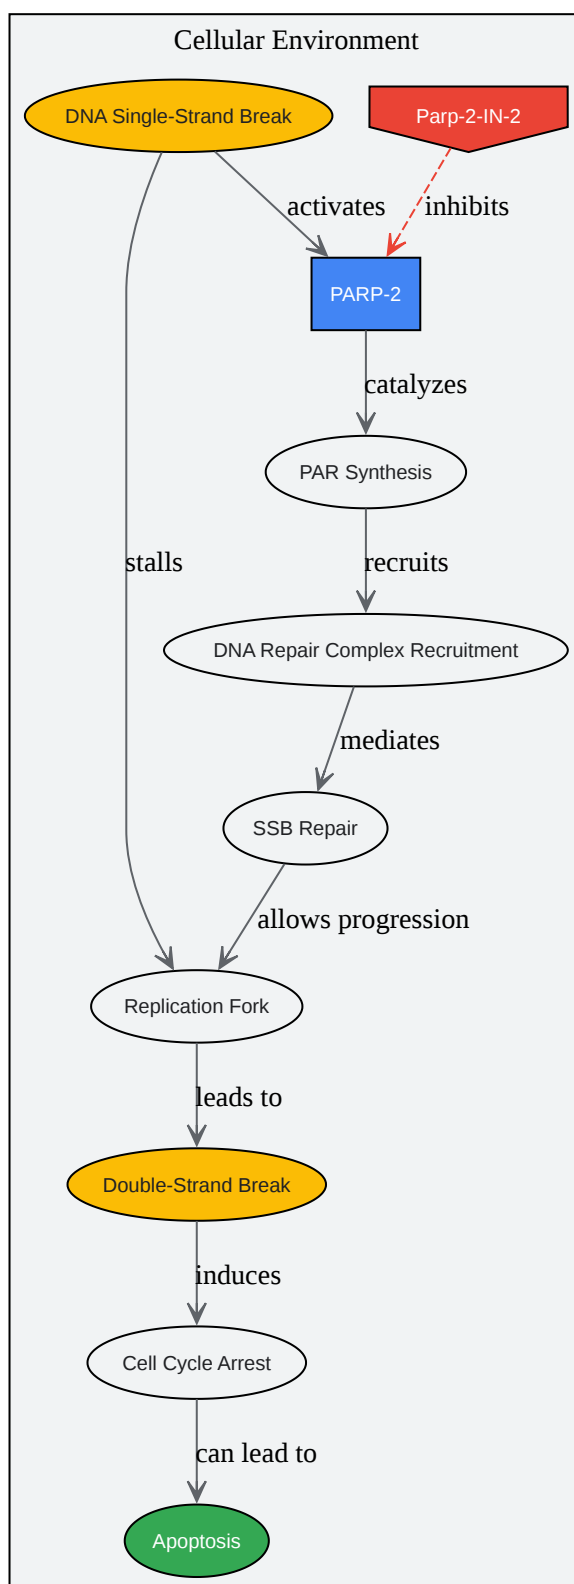 Cellular Environment
DNA Single-Strand Break
Parp-2-IN-2
activates
inhibits
PARP-2
catalyzes
PAR Synthesis
stalls
recruits
DNA Repair Complex Recruitment
mediates
SSB Repair
allows progression
Replication Fork
leads to
Double-Strand Break
induces
Cell Cycle Arrest
can lead to
Apoptosis